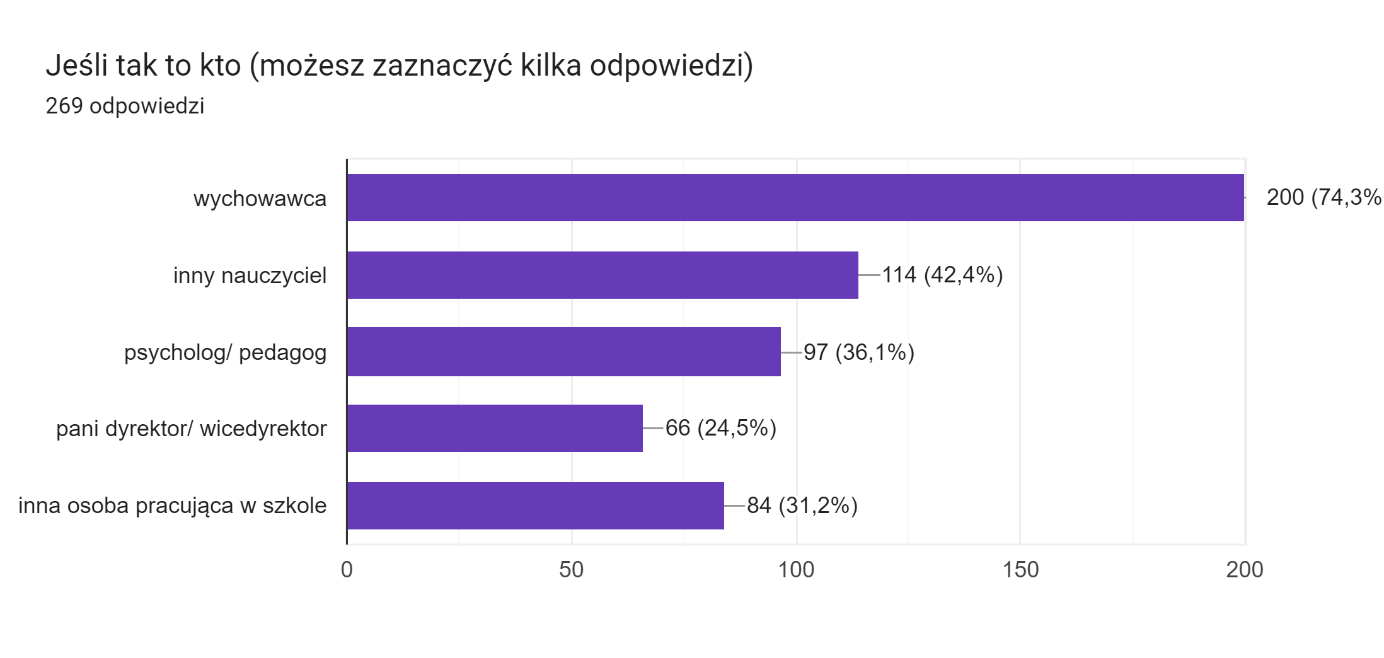 Jeśli tak to kto (możesz zaznaczyć kilka odpowiedzi)
269 odpowiedzi
wychowawca 200 (74,3%
inny nauczyciel 114 (42,4%)
psycholog/ pedagog 97 (36,1%)
pani dyrektor/ wicedyrektor 66 (24,5%)
inna osoba pracująca w szkole 84 (31,2%)
0 50 100 150 200